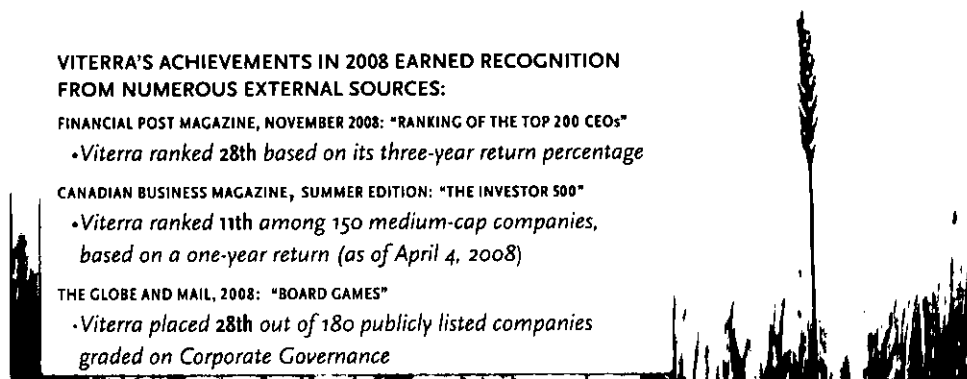 VITERRA'S ACHIEVEMENTS IN 2008 EARNED RECOGNITION
FROM NUMEROUS EXTERNAL SOURCES:
FINANCIAL POST MAGAZINE, NOVEMBER 2008: "RANKING OF THE TOP 200 CEOs"
•Viterra ranked 28th based on its three-year return percentage
CANADIAN BUSINESS MAGAZINE, SUMMER EDITION: "THE INVESTOR 500"
•Viterra ranked 11th among 150 medium-cap companies,
based on a one-year return (as of April 4, 2008)
THE GLOBE AND MAIL, 2008: "BOARD GAMES"
•Viterra placed 28th out of 180 publicly listed companies
graded on Corporate Governance